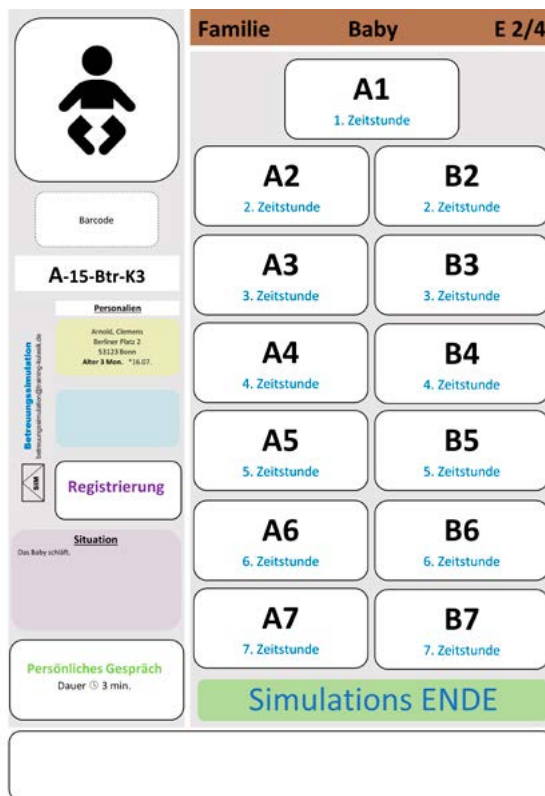 Familie Baby E 2/4
Barcode
A-15-Btr-K3
Personalien
Arnold, Clemens
Berliner Platz 2
53123 Bonn
Alter 3 Mon. *16.07.
Betreuungssimulation
SIM
Registrierung
Situation
Das Baby schläft.
Persönliches Gespräch
Dauer 3 min.
A1
1. Zeitstunde
A2
2. Zeitstunde
B2
2. Zeitstunde
A3
3. Zeitstunde
B3
3. Zeitstunde
A4
4. Zeitstunde
B4
4. Zeitstunde
A5
5. Zeitstunde
B5
5. Zeitstunde
A6
6. Zeitstunde
B6
6. Zeitstunde
A7
7. Zeitstunde
B7
7. Zeitstunde
Simulations ENDE